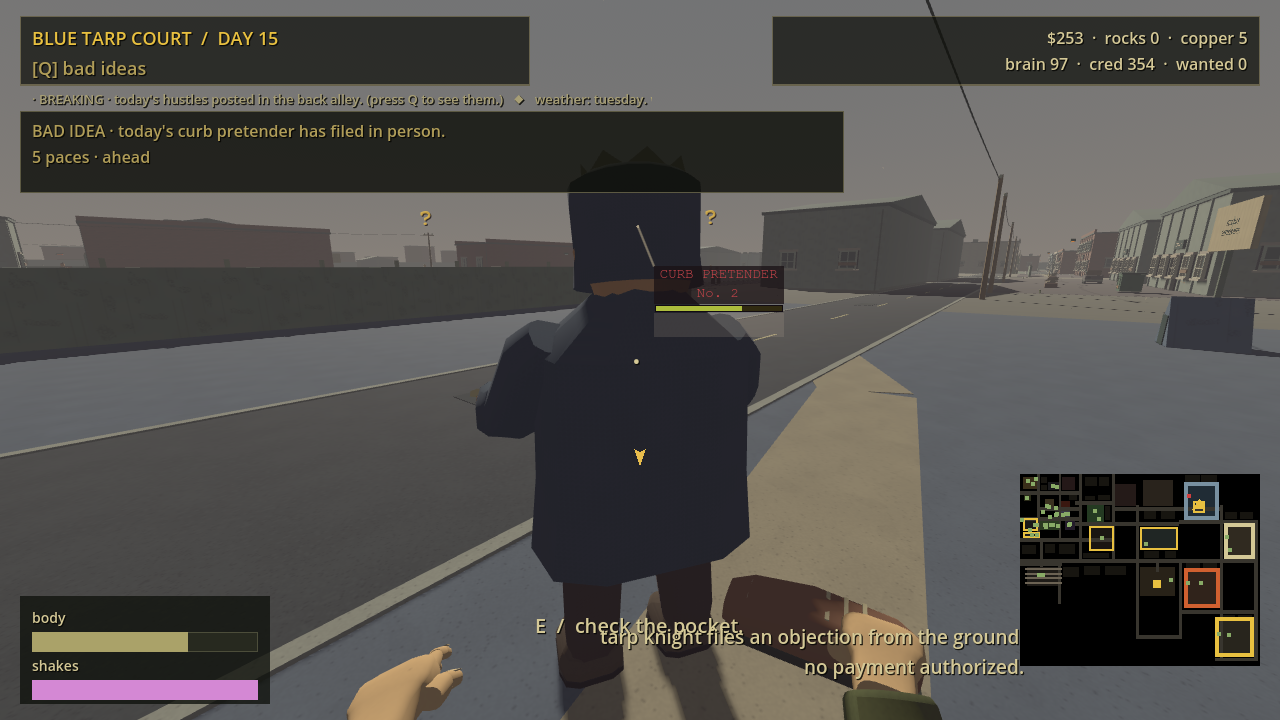 BLUE TARP COURT / DAY 15
[Q] bad ideas
$253 · rocks 0 · copper 5
brain 97 · cred 354 · wanted 0
· BREAKING · today's hustles posted in the back alley. (press Q to see them.) ◆ weather: tuesday.
BAD IDEA · today's curb pretender has filed in person.
5 paces · ahead
?
?
CURB PRETENDER
No. 2
E / check the pocket
tarp knight files an objection from the ground
no payment authorized.
body
shakes